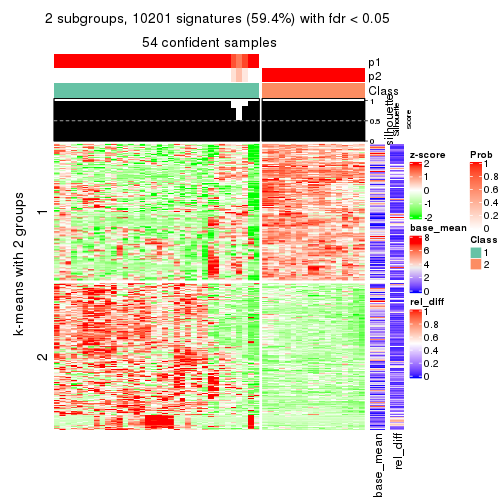 2 subgroups, 10201 signatures (59.4%) with fdr < 0.05
54 confident samples
p1
p2
Class
1
0.5
0
silhouette
Silhouette
score
k-means with 2 groups
1
2
base_mean
rel_diff
z-score
2
1
0
-1
-2
base_mean
8
6
4
2
0
rel_diff
1
0.8
0.6
0.4
0.2
0
Prob
1
0.8
0.6
0.4
0.2
0
Class
1
2